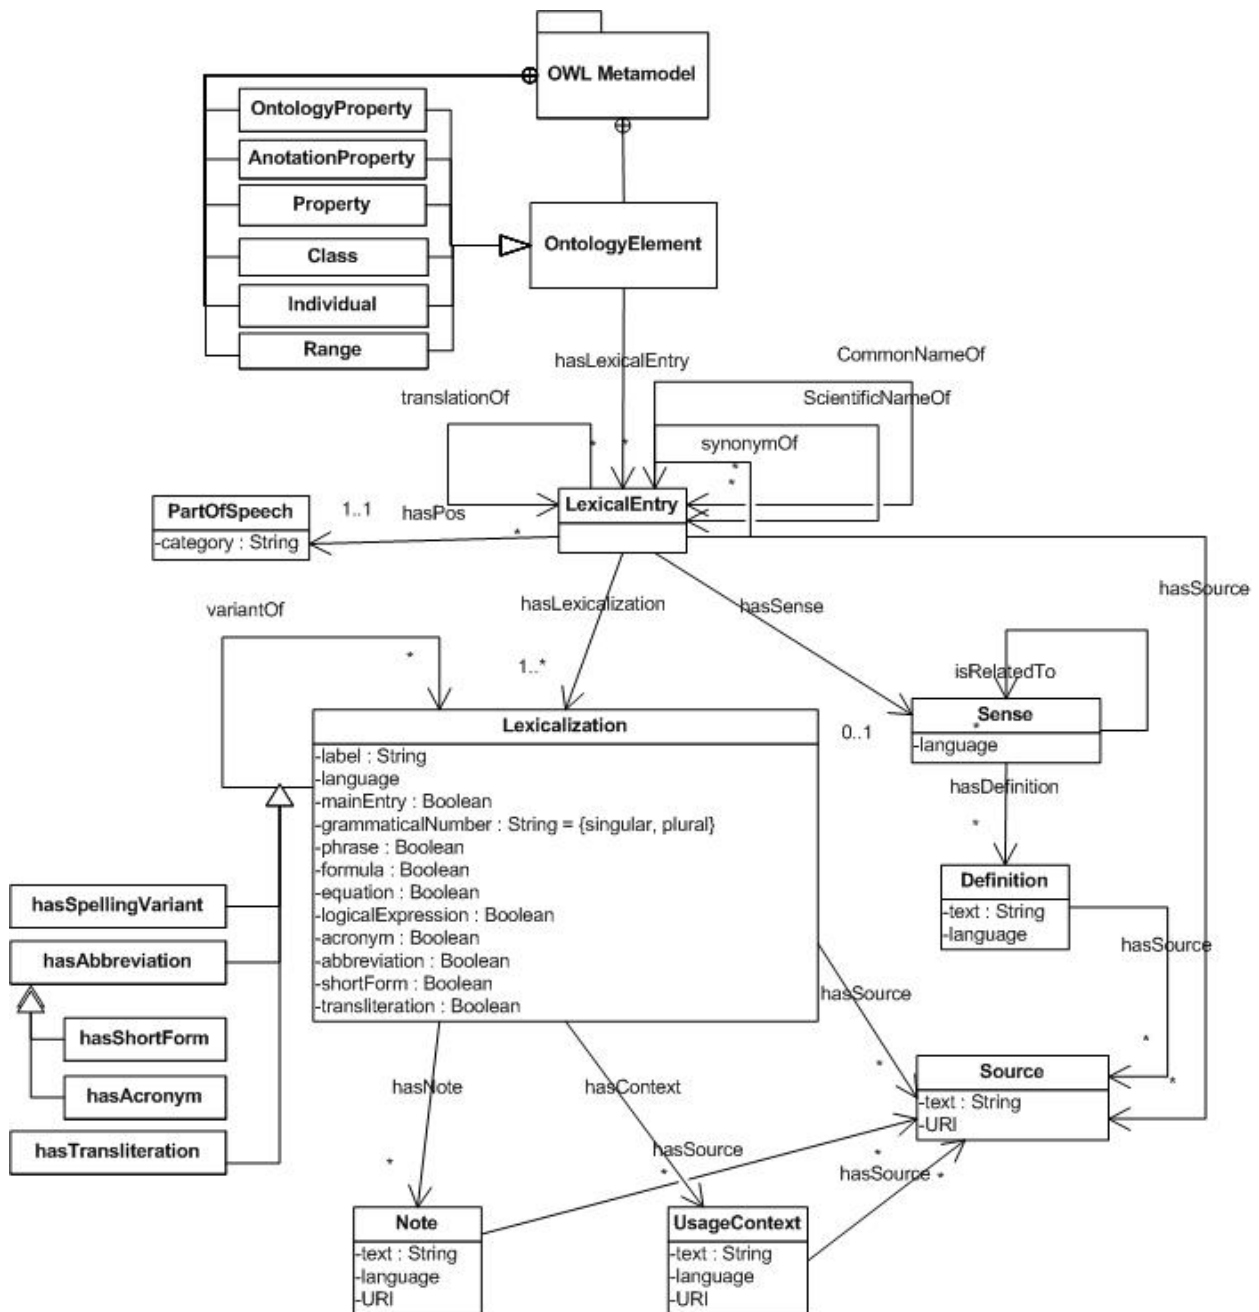 OWL Metamodel
OntologyProperty
AnotationProperty
Property
Class
Individual
Range
OntologyElement
hasLexicalEntry
CommonNameOf
translationOf
ScientificNameOf
synonymOf
*
*
*
*
LexicalEntry
PartOfSpeech
-category : String
1..1
hasPos
*
hasLexicalization
hasSense
hasSource
variantOf
*
1..*
isRelatedTo
0..1
Sense
*
-language
hasDefinition
*
Lexicalization
-label : String
-language
-mainEntry : Boolean
-grammaticalNumber : String = {singular, plural}
-phrase : Boolean
-formula : Boolean
-equation : Boolean
-logicalExpression : Boolean
-acronym : Boolean
-abbreviation : Boolean
-shortForm : Boolean
-transliteration : Boolean
Definition
-text : String
-language
hasSource
hasSpellingVariant
hasAbbreviation
hasShortForm
hasAcronym
hasTransliteration
hasSource
*
*
*
Source
-text : String
-URI
hasNote
hasContext
hasSource
*
hasSource
*
*
*
Note
-text : String
-language
-URI
UsageContext
-text : String
-language
-URI